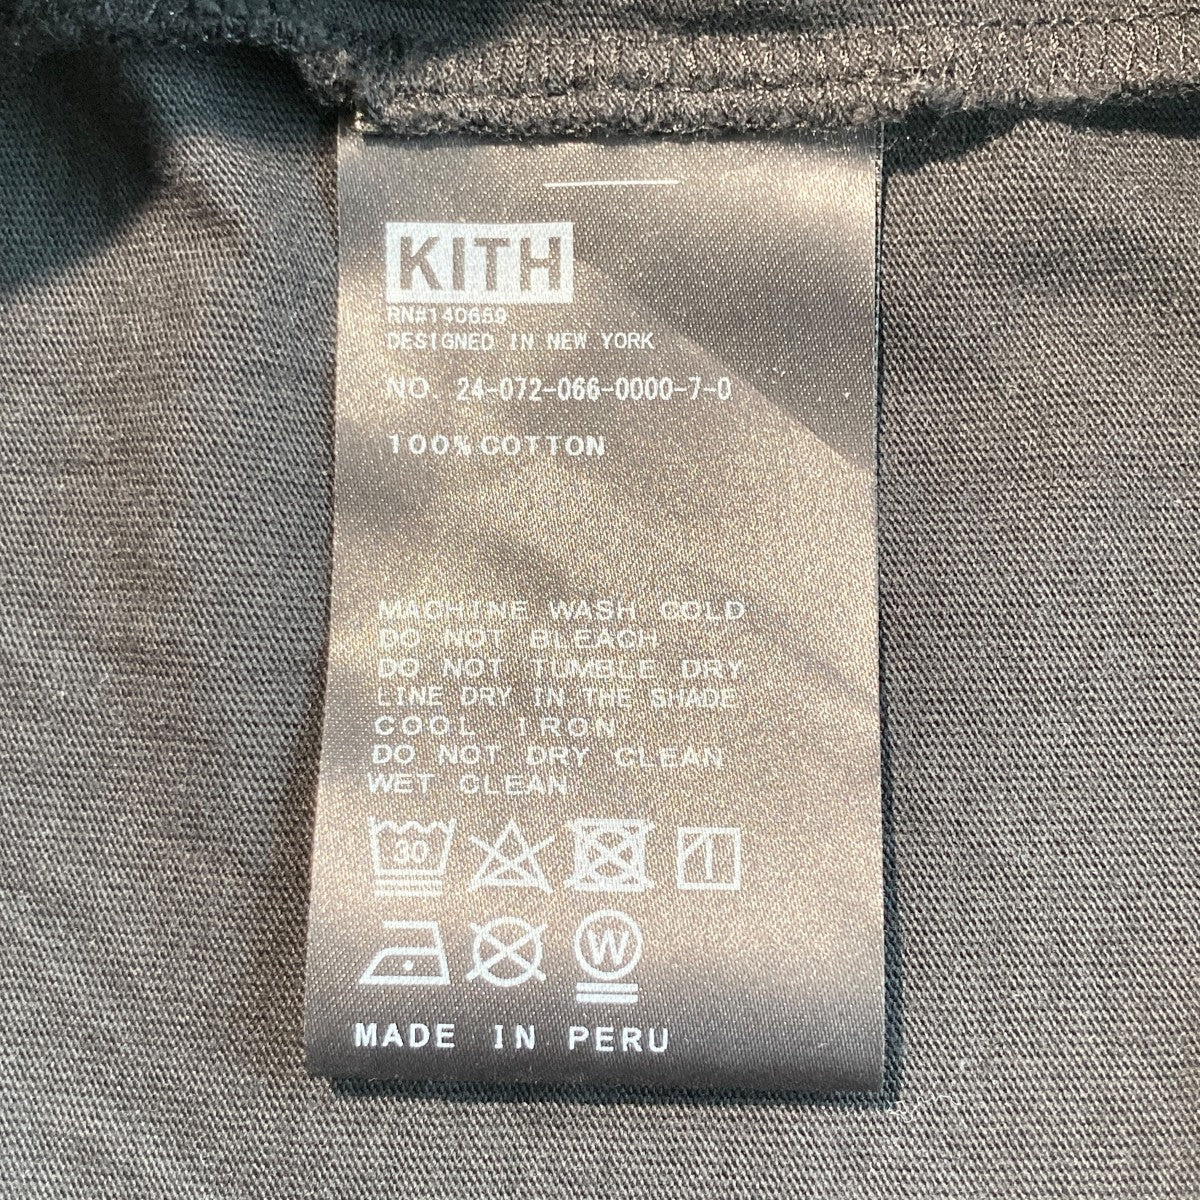 KITH
RN#140659
DESIGNED IN NEW YORK
NO. 24-072-066-0000-7-0
100% COTTON
MACHINE WASH COLD
DO NOT BLEACH
DO NOT TUMBLE DRY
LINE DRY IN THE SHADE
COOL IRON
DO NOT DRY CLEAN
WET CLEAN
30
W
MADE IN PERU